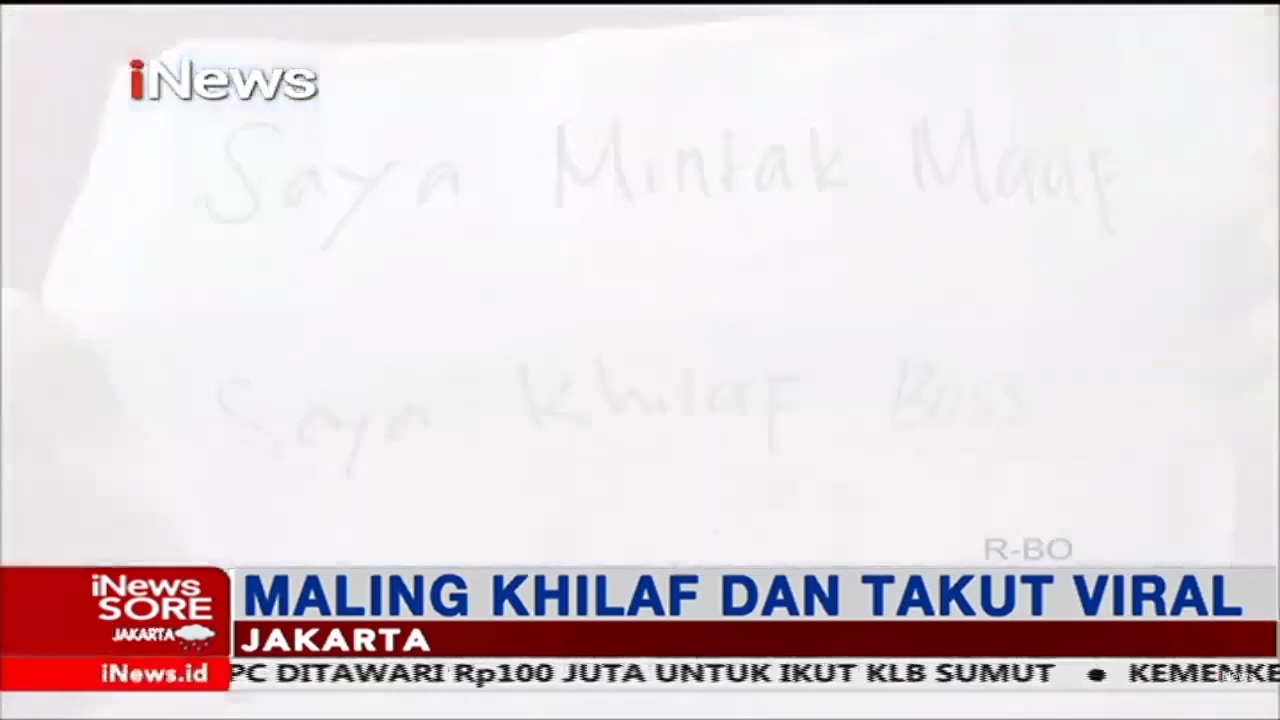 iNews
Saya Mintak Maaf
Saya Khilaf Boss
R-BO
iNews
SORE
JAKARTA
MALING KHILAF DAN TAKUT VIRAL
JAKARTA
iNews.id
PC DITAWARI Rp100 JUTA UNTUK IKUT KLB SUMUT • KEMENKE